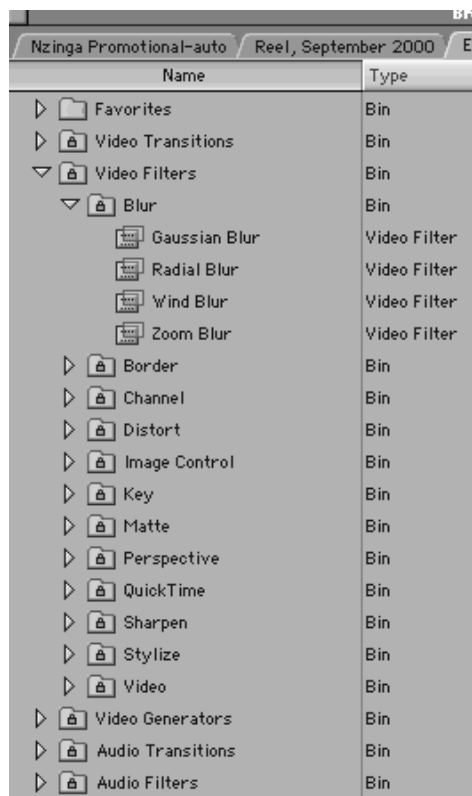 Nzinga Promotional-auto Reel, September 2000 E
Name Type
Favorites Bin
Video Transitions Bin
Video Filters Bin
Blur Bin
Gaussian Blur Video Filter
Radial Blur Video Filter
Wind Blur Video Filter
Zoom Blur Video Filter
Border Bin
Channel Bin
Distort Bin
Image Control Bin
Key Bin
Matte Bin
Perspective Bin
QuickTime Bin
Sharpen Bin
Stylize Bin
Video Bin
Video Generators Bin
Audio Transitions Bin
Audio Filters Bin